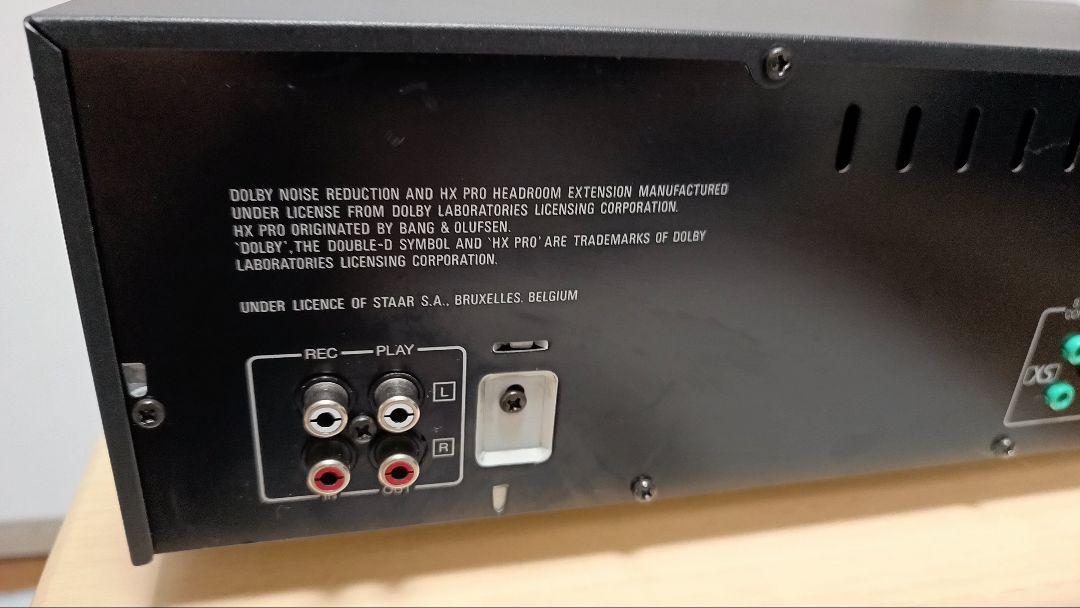 DOLBY NOISE REDUCTION AND HX PRO HEADROOM EXTENSION MANUFACTURED
UNDER LICENSE FROM DOLBY LABORATORIES LICENSING CORPORATION.
HX PRO ORIGINATED BY BANG & OLUFSEN.
`DOLBY´,THE DOUBLE-D SYMBOL AND `HX PRO´ ARE TRADEMARKS OF DOLBY
LABORATORIES LICENSING CORPORATION.
UNDER LICENCE OF STAAR S.A., BRUXELLES. BELGIUM
REC PLAY
L
R
IN OUT